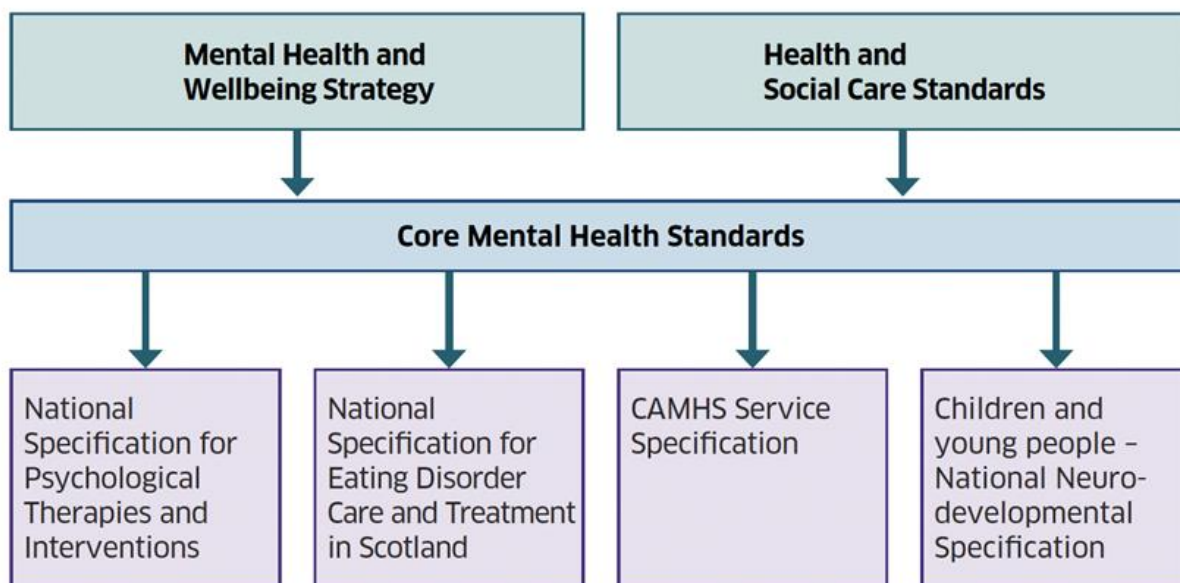 Mental Health and
Wellbeing Strategy
Health and
Social Care Standards
Core Mental Health Standards
National
Specification for
Psychological
Therapies and
Interventions
National
Specification for
Eating Disorder
Care and Treatment
in Scotland
CAMHS Service
Specification
Children and
young people –
National Neuro-
developmental
Specification